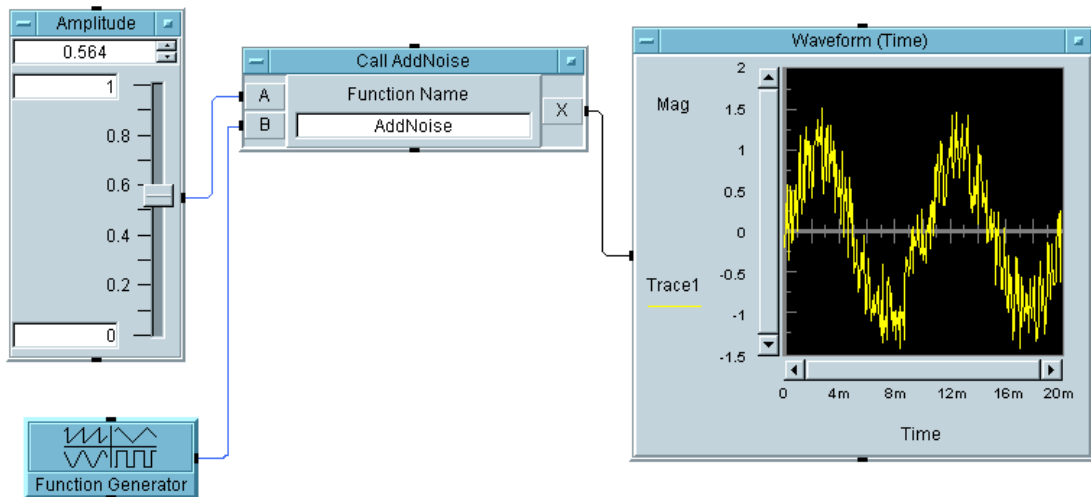 Amplitude
0.564
1
0.8
0.6
0.4
0.2
0
Call AddNoise
A
B
Function Name
AddNoise
X
Waveform (Time)
Mag
Trace1
2
1.5
1
0.5
0
-0.5
-1
-1.5
0 4m 8m 12m 16m 20m
Time
Function Generator